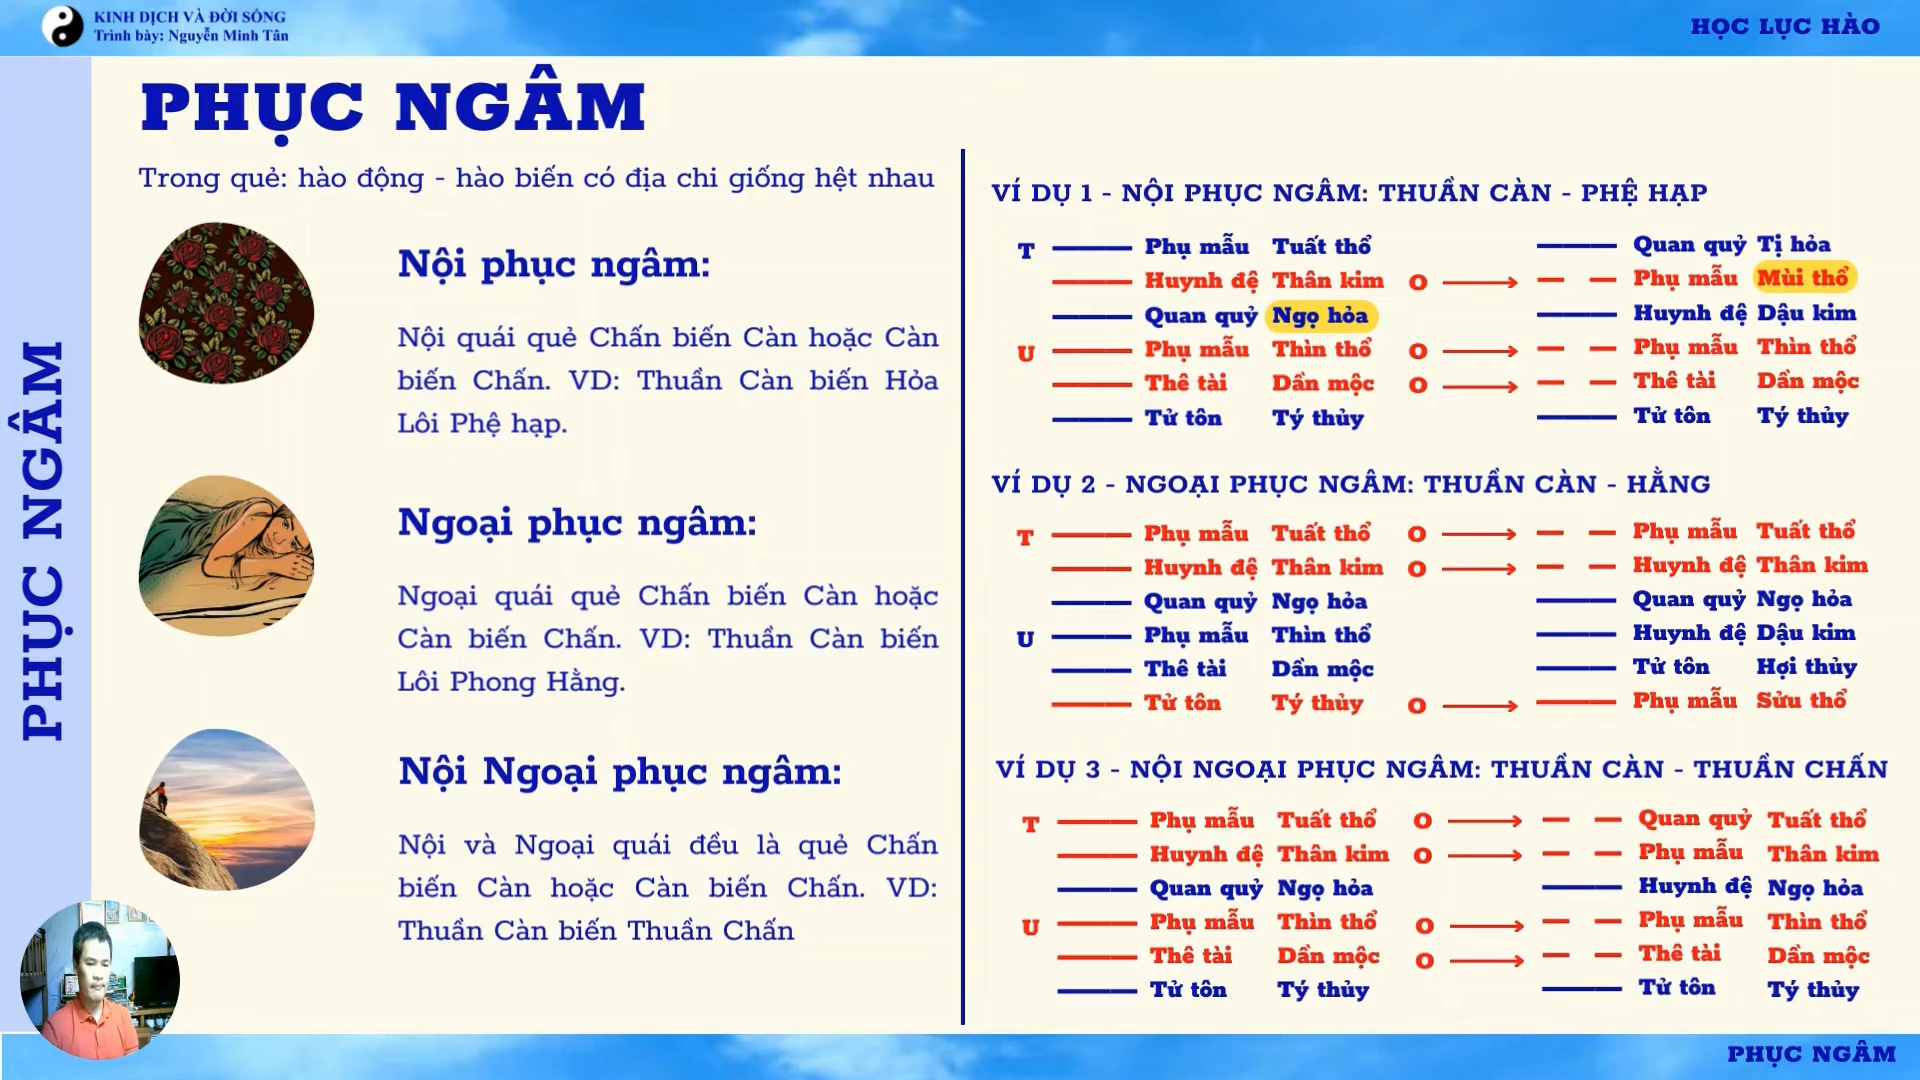 KINH DỊCH VÀ ĐỜI SỐNG
Trình bày: Nguyễn Minh Tân
HỌC LỤC HÀO
PHỤC NGÂM
PHỤC NGÂM
Trong quẻ: hào động - hào biến có địa chi giống hệt nhau
Nội phục ngâm:
Nội quái quẻ Chấn biến Càn hoặc Càn
biến Chấn. VD: Thuần Càn biến Hỏa
Lôi Phệ hạp.
Ngoại phục ngâm:
Ngoại quái quẻ Chấn biến Càn hoặc
Càn biến Chấn. VD: Thuần Càn biến
Lôi Phong Hằng.
Nội Ngoại phục ngâm:
Nội và Ngoại quái đều là quẻ Chấn
biến Càn hoặc Càn biến Chấn. VD:
Thuần Càn biến Thuần Chấn
VÍ DỤ 1 - NỘI PHỤC NGÂM: THUẦN CÀN - PHỆ HẠP
T Phụ mẫu Tuất thổ Quan quỷ Tị hỏa
Huynh đệ Thân kim O Phụ mẫu Mùi thổ
Quan quỷ Ngọ hỏa Huynh đệ Dậu kim
U Phụ mẫu Thìn thổ O Phụ mẫu Thìn thổ
Thê tài Dần mộc O Thê tài Dần mộc
Tử tôn Tý thủy Tử tôn Tý thủy
VÍ DỤ 2 - NGOẠI PHỤC NGÂM: THUẦN CÀN - HẰNG
T Phụ mẫu Tuất thổ O Phụ mẫu Tuất thổ
Huynh đệ Thân kim O Huynh đệ Thân kim
Quan quỷ Ngọ hỏa Quan quỷ Ngọ hỏa
U Phụ mẫu Thìn thổ Huynh đệ Dậu kim
Thê tài Dần mộc Tử tôn Hợi thủy
Tử tôn Tý thủy O Phụ mẫu Sửu thổ
VÍ DỤ 3 - NỘI NGOẠI PHỤC NGÂM: THUẦN CÀN - THUẦN CHẤN
T Phụ mẫu Tuất thổ O Quan quỷ Tuất thổ
Huynh đệ Thân kim O Phụ mẫu Thân kim
Quan quỷ Ngọ hỏa Huynh đệ Ngọ hỏa
U Phụ mẫu Thìn thổ O Phụ mẫu Thìn thổ
Thê tài Dần mộc O Thê tài Dần mộc
Tử tôn Tý thủy Tử tôn Tý thủy
PHỤC NGÂM